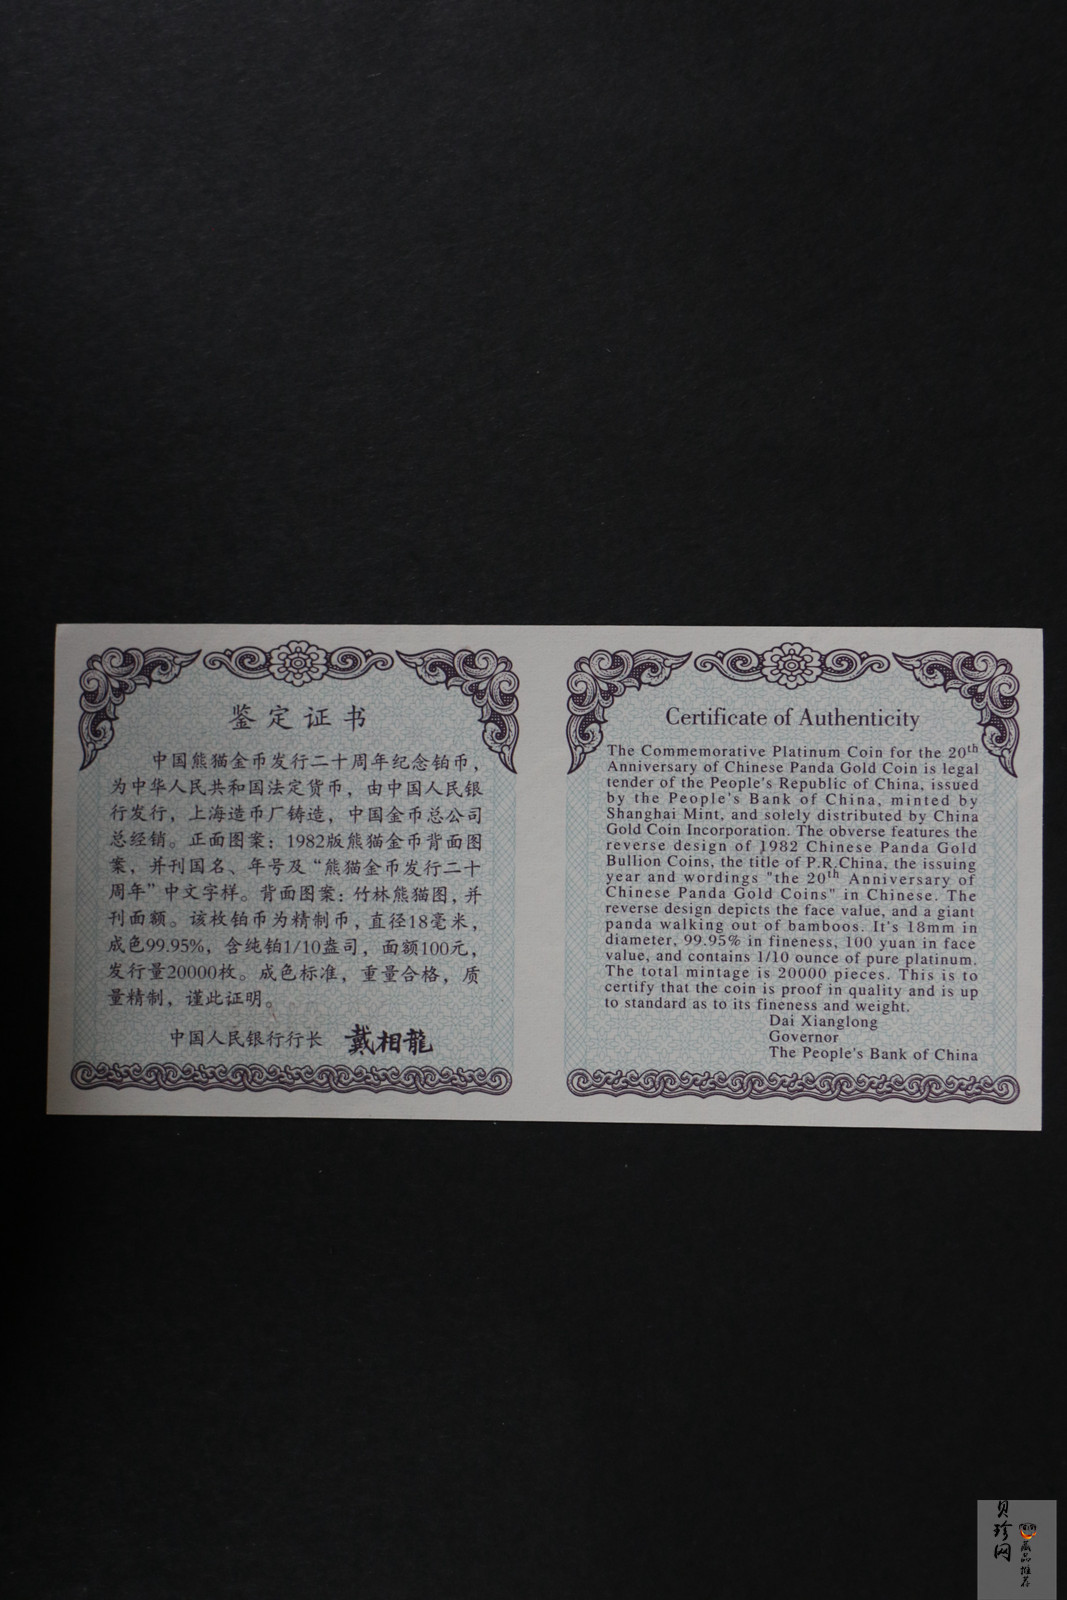 鉴定证书
中国熊猫金币发行二十周年纪念铂币，
为中华人民共和国法定货币，由中国人民银
行发行，上海造币厂铸造，中国金币总公司
总经销。正面图案：1982版熊猫金币背面图
案，并刊国名、年号及“熊猫金币发行二十
周年”中文字样。背面图案：竹林熊猫图，并
刊面额。该枚铂币为精制币，直径18毫米，
成色99.95%，含纯铂1/10盎司，面额100元，
发行量20000枚。成色标准，重量合格，质
量精制，谨此证明。
中国人民银行行长 戴相龍
Certificate of Authenticity
The Commemorative Platinum Coin for the 20th
Anniversary of Chinese Panda Gold Coin is legal
tender of the People's Republic of China, issued
by the People's Bank of China, minted by
Shanghai Mint, and solely distributed by China
Gold Coin Incorporation. The obverse features the
reverse design of 1982 Chinese Panda Gold
Bullion Coins, the title of P.R.China, the issuing
year and wordings "the 20th Anniversary of
Chinese Panda Gold Coins" in Chinese. The
reverse design depicts the face value, and a giant
panda walking out of bamboos. It's 18mm in
diameter, 99.95% in fineness, 100 yuan in face
value, and contains 1/10 ounce of pure platinum.
The total mintage is 20000 pieces. This is to
certify that the coin is proof in quality and is up
to standard as to its fineness and weight.
Dai Xianglong
Governor
The People's Bank of China
贝珍网
藏品推荐